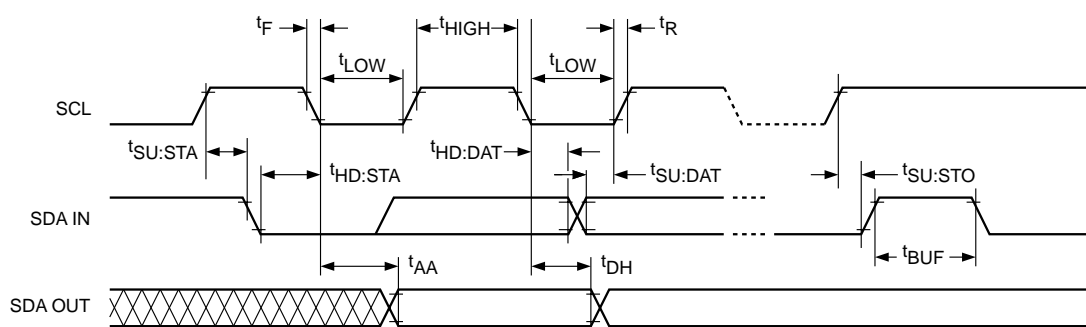 tF
tHIGH
tR
tLOW
tLOW
SCL
tSU:STA
tHD:STA
tHD:DAT
tSU:DAT
tSU:STO
SDA IN
tBUF
tAA
tDH
SDA OUT